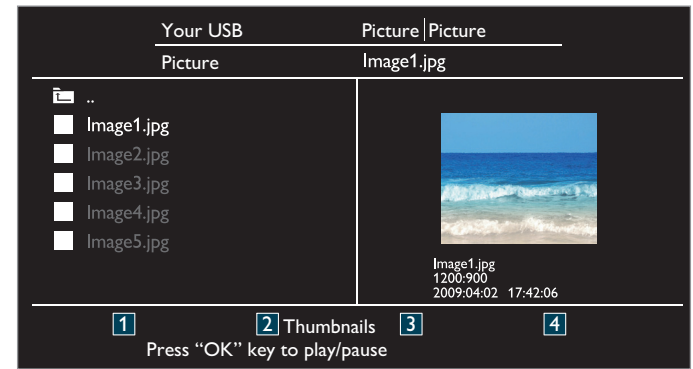 Your USB Picture Picture
Picture Image1.jpg
..
Image1.jpg
Image2.jpg
Image3.jpg
Image4.jpg
Image5.jpg
Image1.jpg
1200:900
2009:04:02 17:42:06
1 2 Thumbnails 3 4
Press “OK” key to play/pause